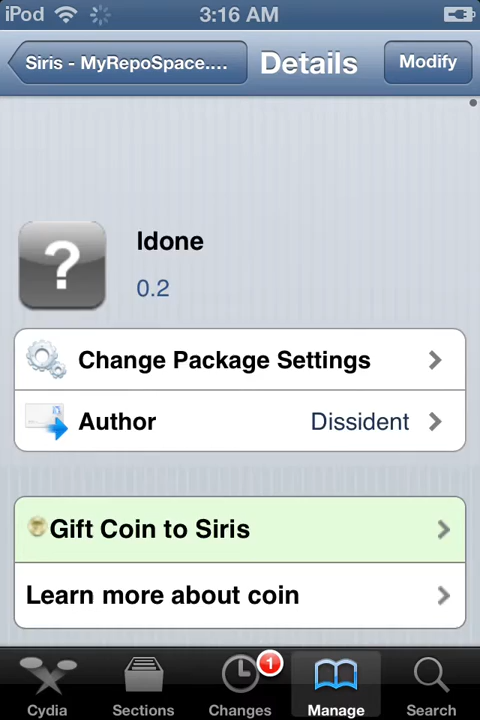 iPod 3:16 AM
Siris - MyRepoSpace.... Details Modify
?
Idone
0.2
Change Package Settings
Author Dissident
Gift Coin to Siris
Learn more about coin
1
Cydia Sections Changes Manage Search